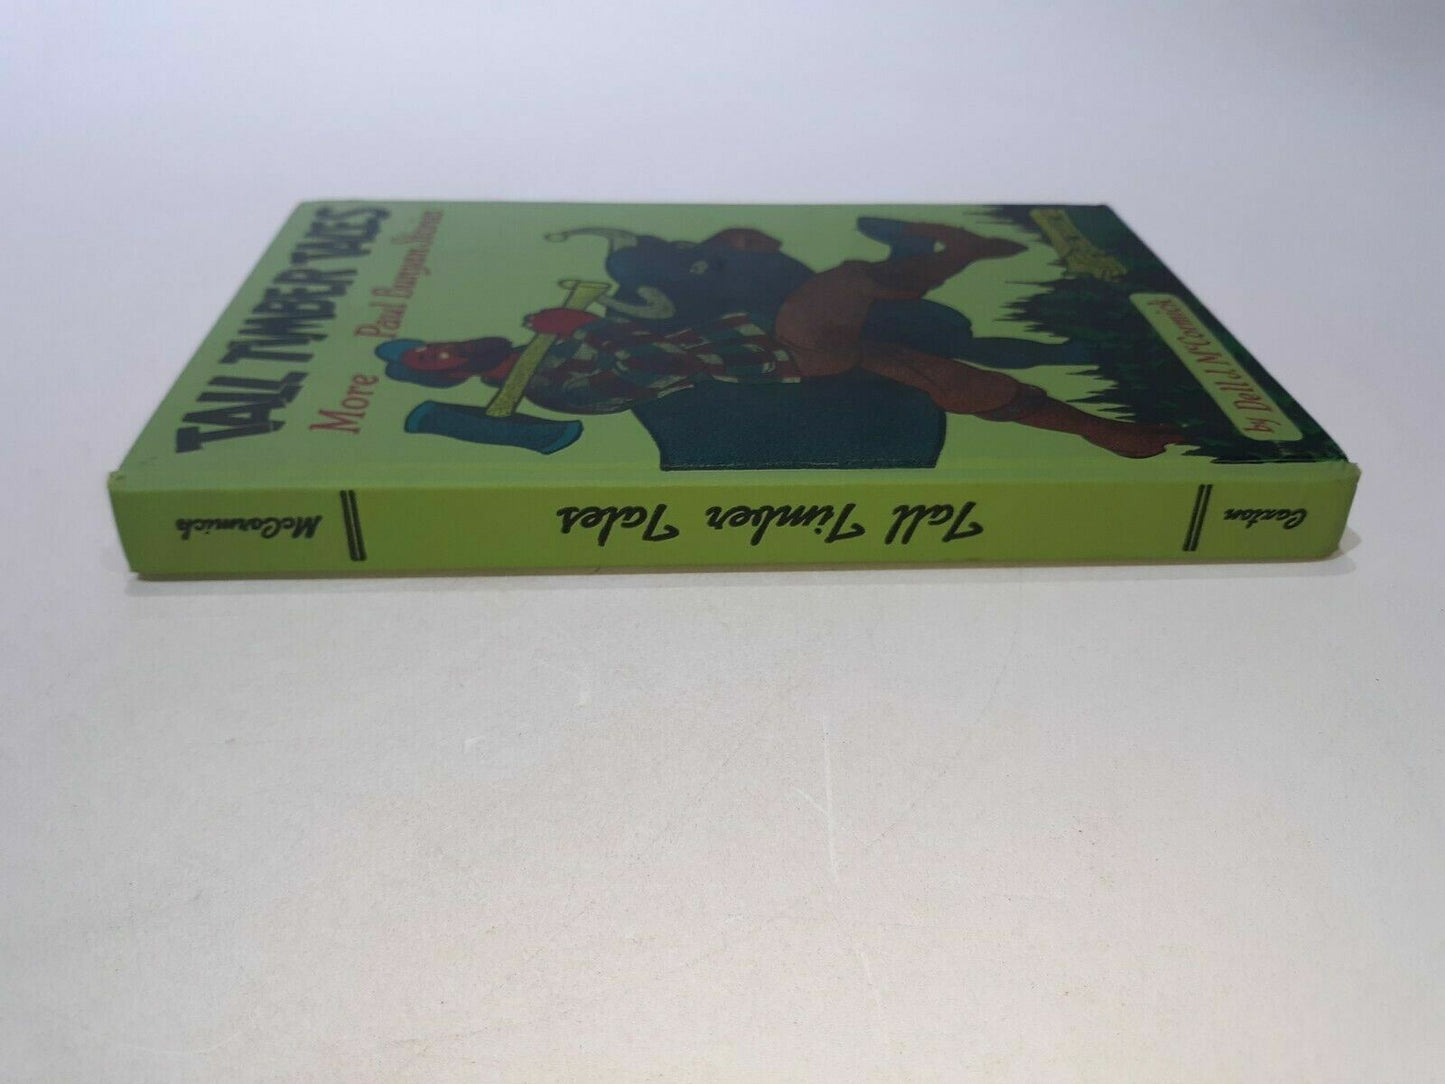 TALL TIMBER TALES
More Paul Bunyan Stories
by Dell J. McCormick
McCormick
Tall Timber Tales
Caxton